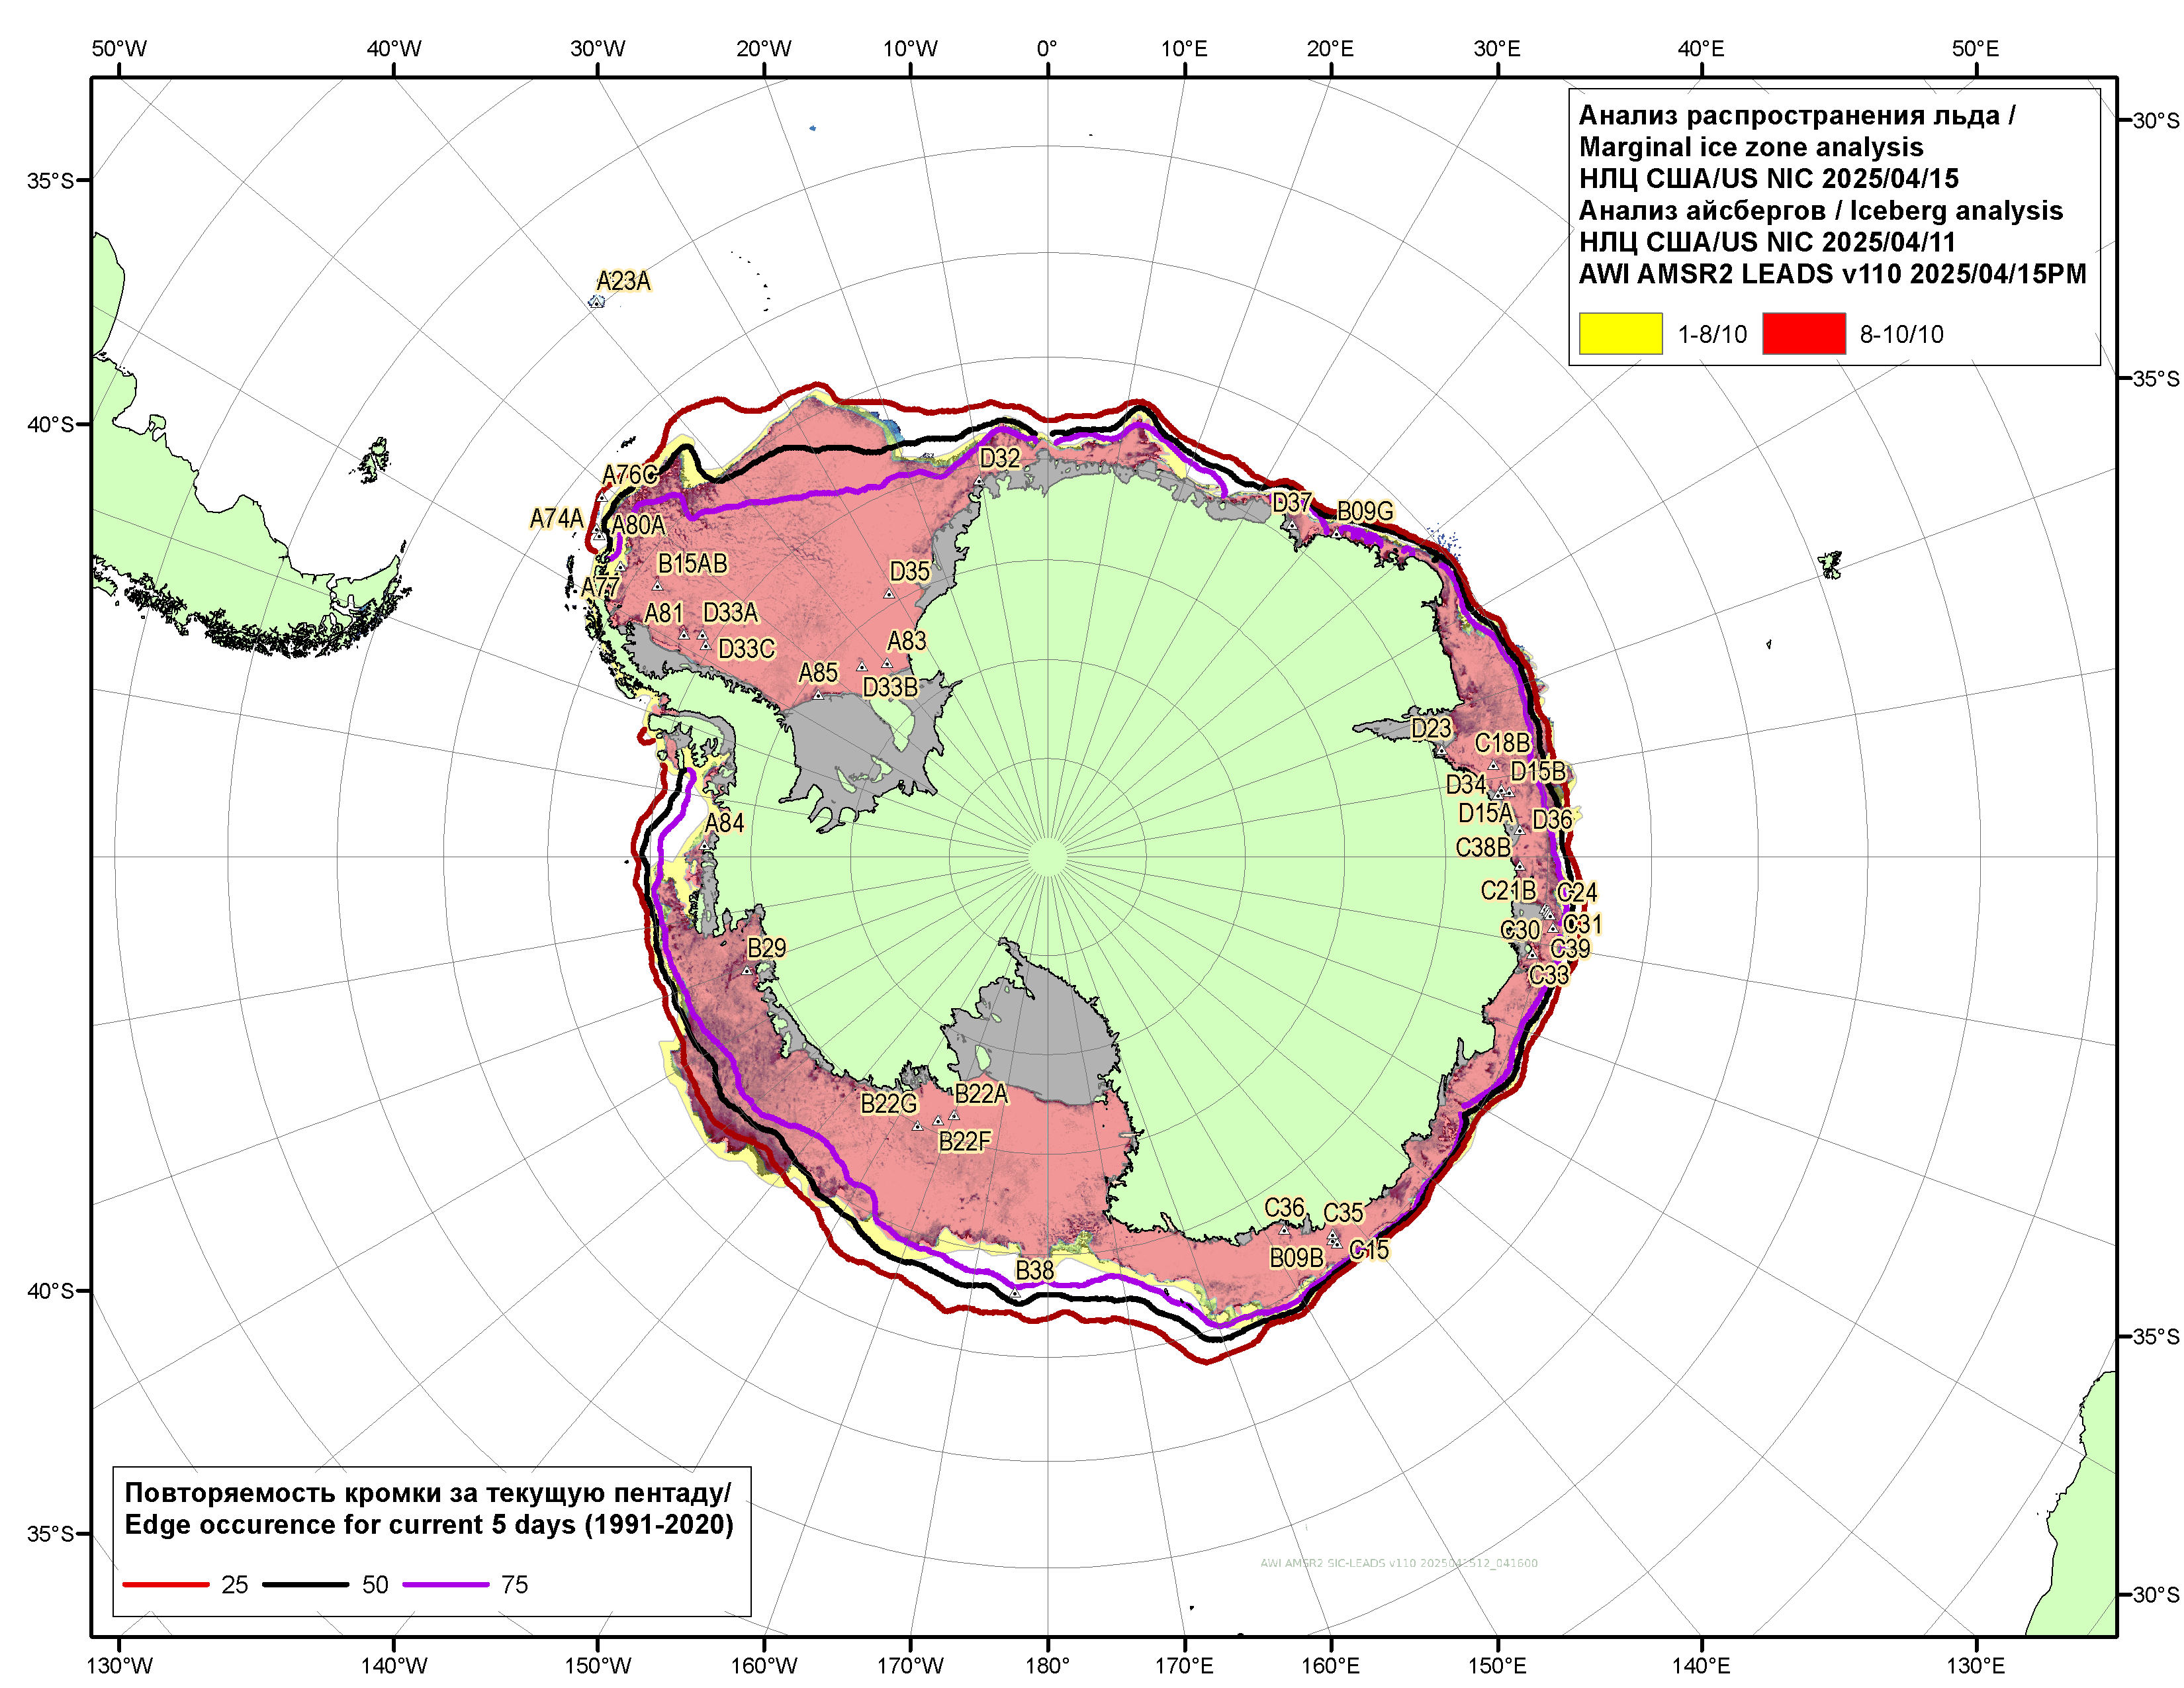 50°W 40°W 30°W 20°W 10°W 0° 10°E 20°E 30°E 40°E 50°E
Анализ распространения льда /
Marginal ice zone analysis
НЛЦ США/US NIC 2025/04/15
Анализ айсбергов / Iceberg analysis
НЛЦ США/US NIC 2025/04/11
AWI AMSR2 LEADS v110 2025/04/15PM
1-8/10 8-10/10
30°S
35°S
35°S
40°S
A23A
D32
A76C
A74A
A80A
D37
B09G
B15AB
A77
D35
A81
D33A
D33C
A83
A85
D33B
D23
C18B
D34
D15B
D15A
D36
A84
C38B
C21B
C24
C30
C31
C39
C33
B29
B22A
B22G
B22F
C36
C35
B09B
C15
B38
40°S
35°S
35°S
30°S
Повторяемость кромки за текущую пентаду/
Edge occurence for current 5 days (1991-2020)
25 50 75
AWI AMSR2 SIC-LEADS v110 2025041512_041600
130°W 140°W 150°W 160°W 170°W 180° 170°E 160°E 150°E 140°E 130°E